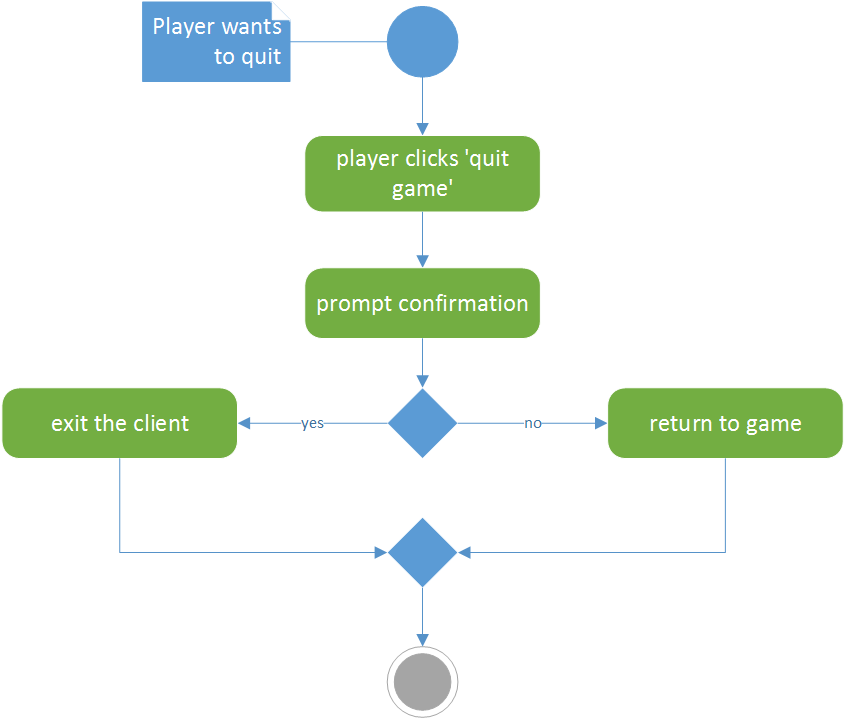 Player wants
to quit
player clicks 'quit
game'
prompt confirmation
exit the client
yes
no
return to game